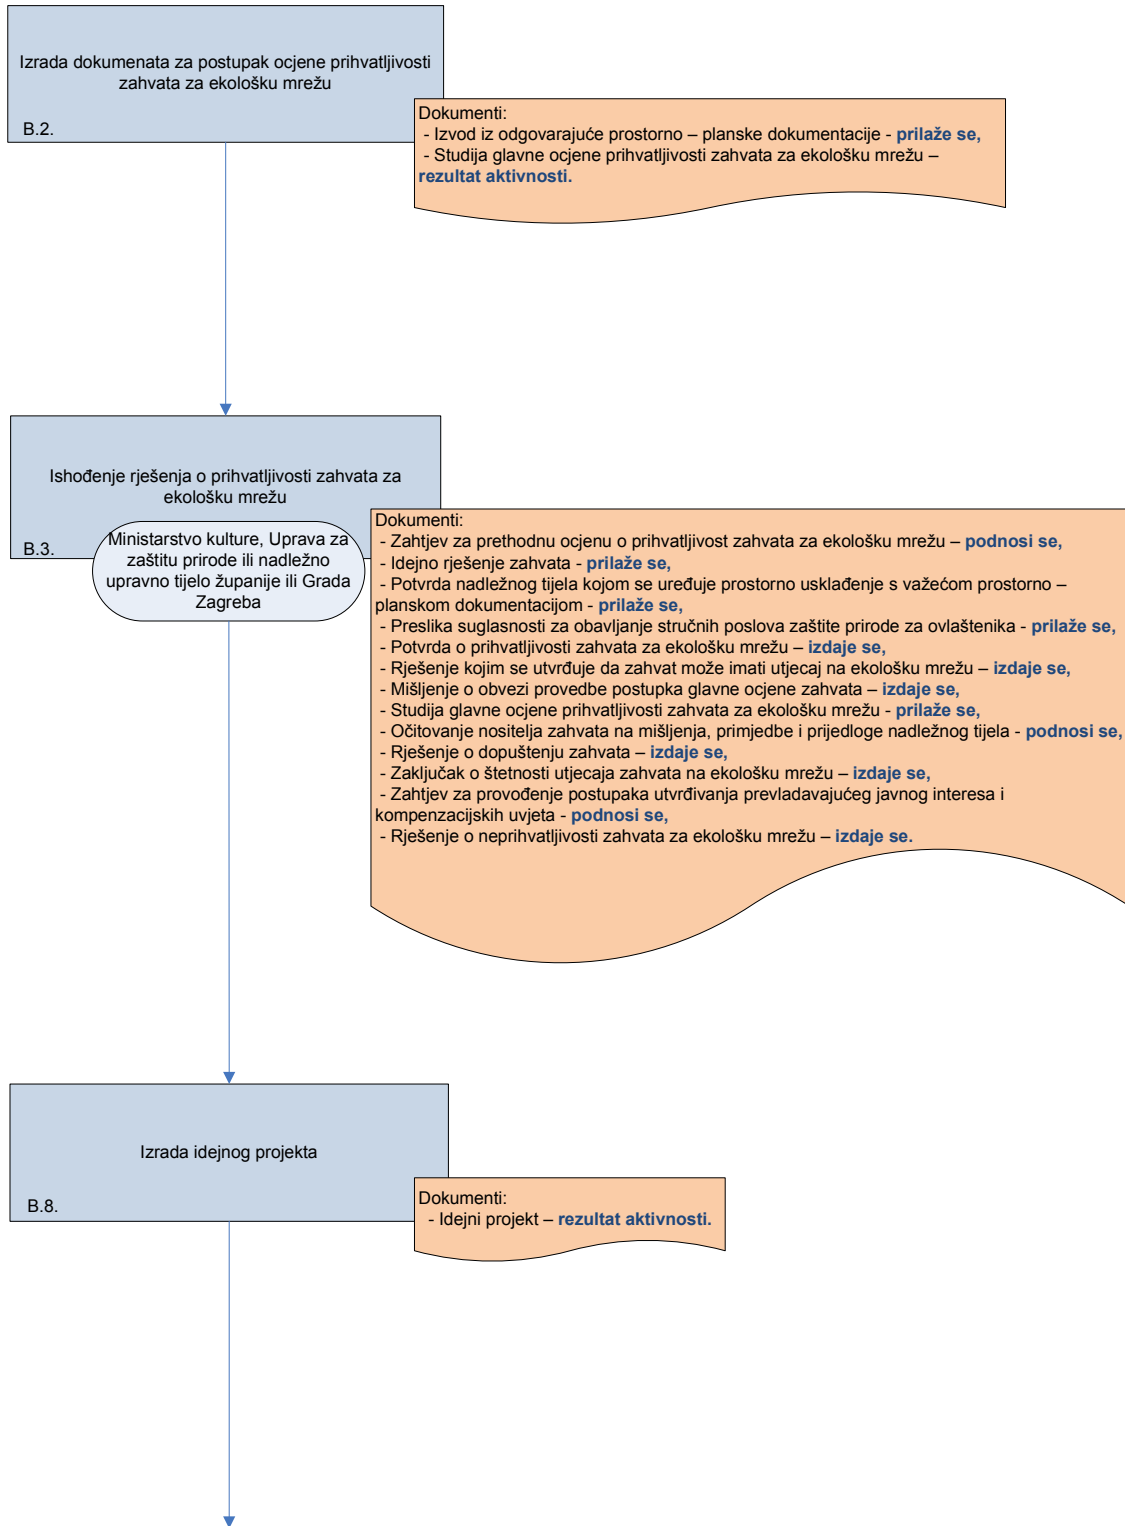 Izrada dokumenata za postupak ocjene prihvatljivosti
zahvata za ekološku mrežu
B.2.
Dokumenti:
- Izvod iz odgovarajuće prostorno – planske dokumentacije - prilaže se,
- Studija glavne ocjene prihvatljivosti zahvata za ekološku mrežu –
rezultat aktivnosti.
Ishođenje rješenja o prihvatljivosti zahvata za
ekološku mrežu
B.3.
Ministarstvo kulture, Uprava za
zaštitu prirode ili nadležno
upravno tijelo županije ili Grada
Zagreba
Dokumenti:
- Zahtjev za prethodnu ocjenu o prihvatljivost zahvata za ekološku mrežu – podnosi se,
- Idejno rješenje zahvata - prilaže se,
- Potvrda nadležnog tijela kojom se uređuje prostorno usklađenje s važećom prostorno –
planskom dokumentacijom - prilaže se,
- Preslika suglasnosti za obavljanje stručnih poslova zaštite prirode za ovlaštenika - prilaže se,
- Potvrda o prihvatljivosti zahvata za ekološku mrežu – izdaje se,
- Rješenje kojim se utvrđuje da zahvat može imati utjecaj na ekološku mrežu – izdaje se,
- Mišljenje o obvezi provedbe postupka glavne ocjene zahvata – izdaje se,
- Studija glavne ocjene prihvatljivosti zahvata za ekološku mrežu - prilaže se,
- Očitovanje nositelja zahvata na mišljenja, primjedbe i prijedloge nadležnog tijela - podnosi se,
- Rješenje o dopuštenju zahvata – izdaje se,
- Zaključak o štetnosti utjecaja zahvata na ekološku mrežu – izdaje se,
- Zahtjev za provođenje postupaka utvrđivanja prevladavajućeg javnog interesa i
kompenzacijskih uvjeta - podnosi se,
- Rješenje o neprihvatljivosti zahvata za ekološku mrežu – izdaje se.
Izrada idejnog projekta
B.8.
Dokumenti:
- Idejni projekt – rezultat aktivnosti.